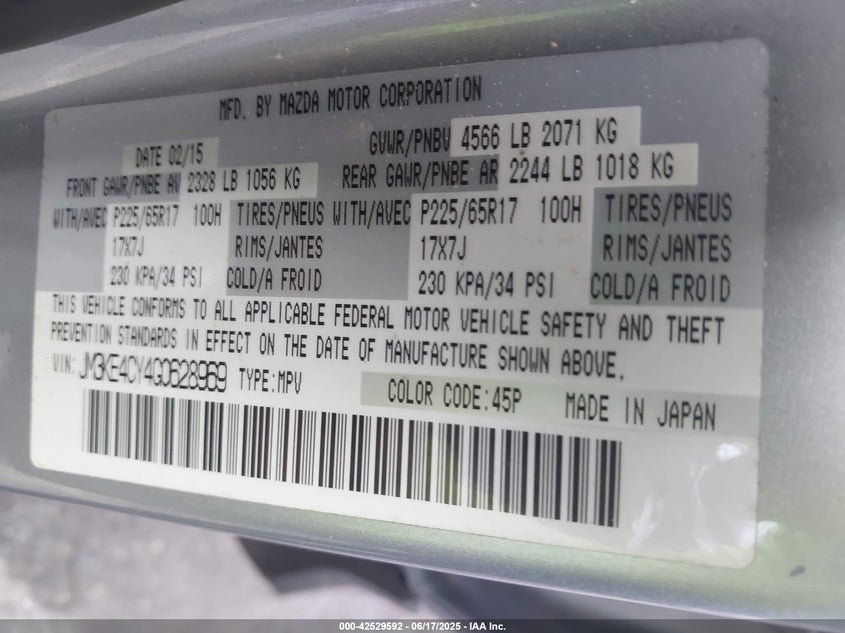 MFD. BY MAZDA MOTOR CORPORATION
DATE 02/15 GVWR/PNBV 4566 LB 2071 KG
FRONT GAWR/PNBE AV 2328 LB 1056 KG REAR GAWR/PNBE AR 2244 LB 1018 KG
WITH/AVEC P225/65R17 100H TIRES/PNEUS WITH/AVEC P225/65R17 100H TIRES/PNEUS
17X7J RIMS/JANTES 17X7J RIMS/JANTES
230 KPA/34 PSI COLD/A FROID 230 KPA/34 PSI COLD/A FROID
THIS VEHICLE CONFORMS TO ALL APPLICABLE FEDERAL MOTOR VEHICLE SAFETY AND THEFT
PREVENTION STANDARDS IN EFFECT ON THE DATE OF MANUFACTURE SHOWN ABOVE.
VIN: JM3KE4CY4G0628969 TYPE:MPV COLOR CODE:45P MADE IN JAPAN
000-42529592 - 06/17/2025 - IAA Inc.